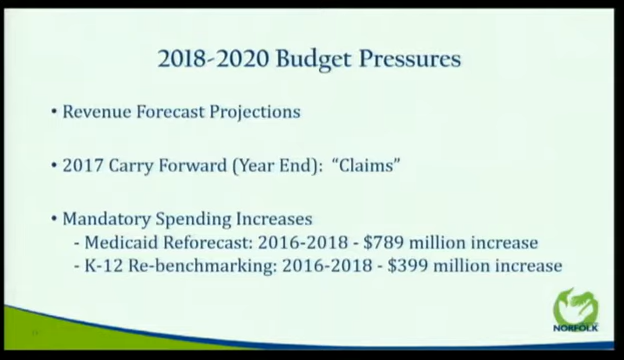 2018-2020 Budget Pressures
• Revenue Forecast Projections
• 2017 Carry Forward (Year End): “Claims”
• Mandatory Spending Increases
- Medicaid Reforecast: 2016-2018 - $789 million increase
- K-12 Re-benchmarking: 2016-2018 - $399 million increase
NORFOLK